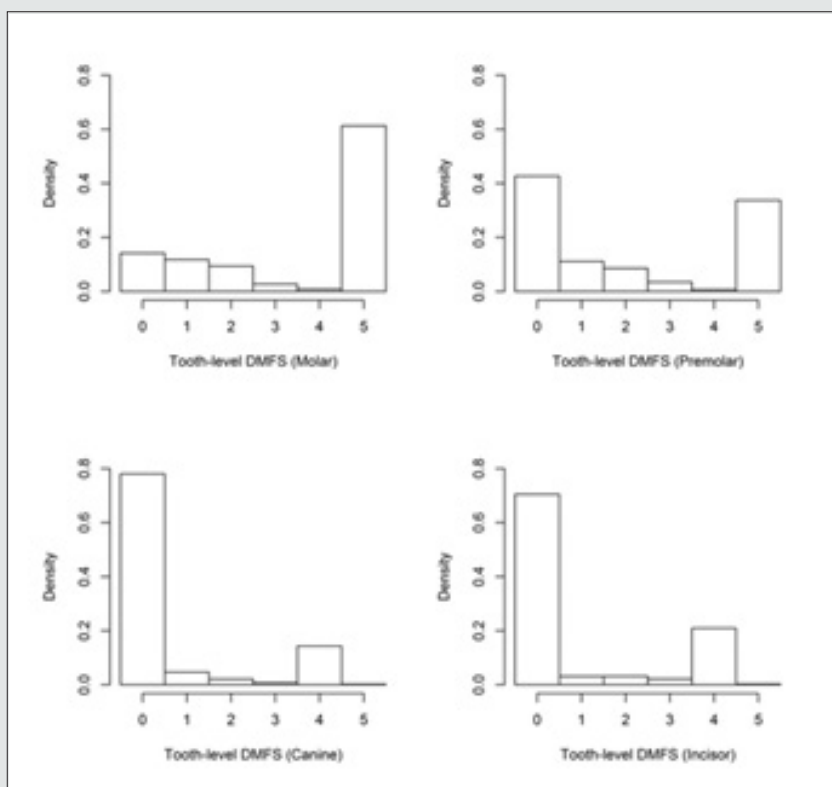 0.8
0.6
0.4
0.2
0.0
Density
0 1 2 3 4 5
Tooth-level DMFS (Molar)
0.8
0.6
0.4
0.2
0.0
Density
0 1 2 3 4 5
Tooth-level DMFS (Premolar)
0.8
0.6
0.4
0.2
0.0
Density
0 1 2 3 4 5
Tooth-level DMFS (Canine)
0.8
0.6
0.4
0.2
0.0
Density
0 1 2 3 4 5
Tooth-level DMFS (Incisor)